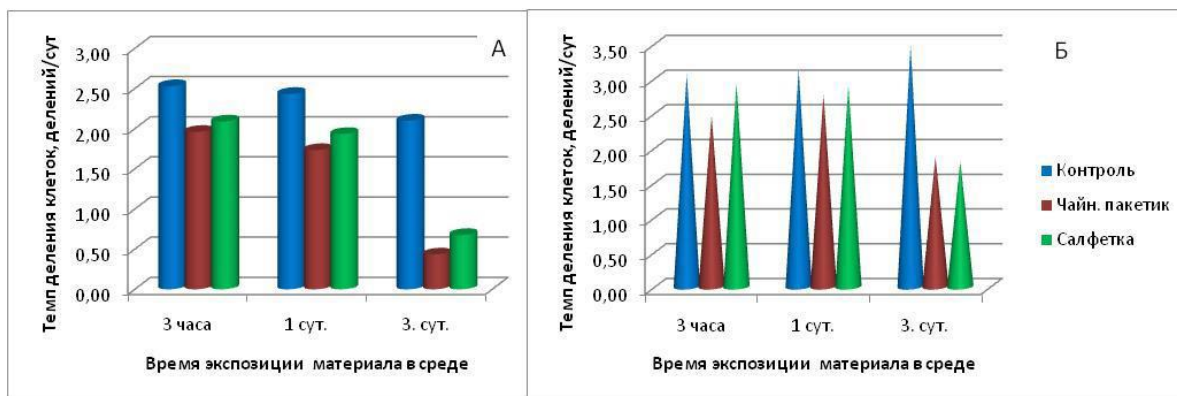 А
Темп деления клеток, делений/сут
3,00
2,50
2,00
1,50
1,00
0,50
0,00
3 часа 1 сут. 3. сут.
Время экспозиции материала в среде
Б
Темп деления клеток, делений/сут
3,50
3,00
2,50
2,00
1,50
1,00
0,50
0,00
3 часа 1 сут. 3. сут.
Время экспозиции материала в среде
Контроль
Чайн. пакетик
Салфетка